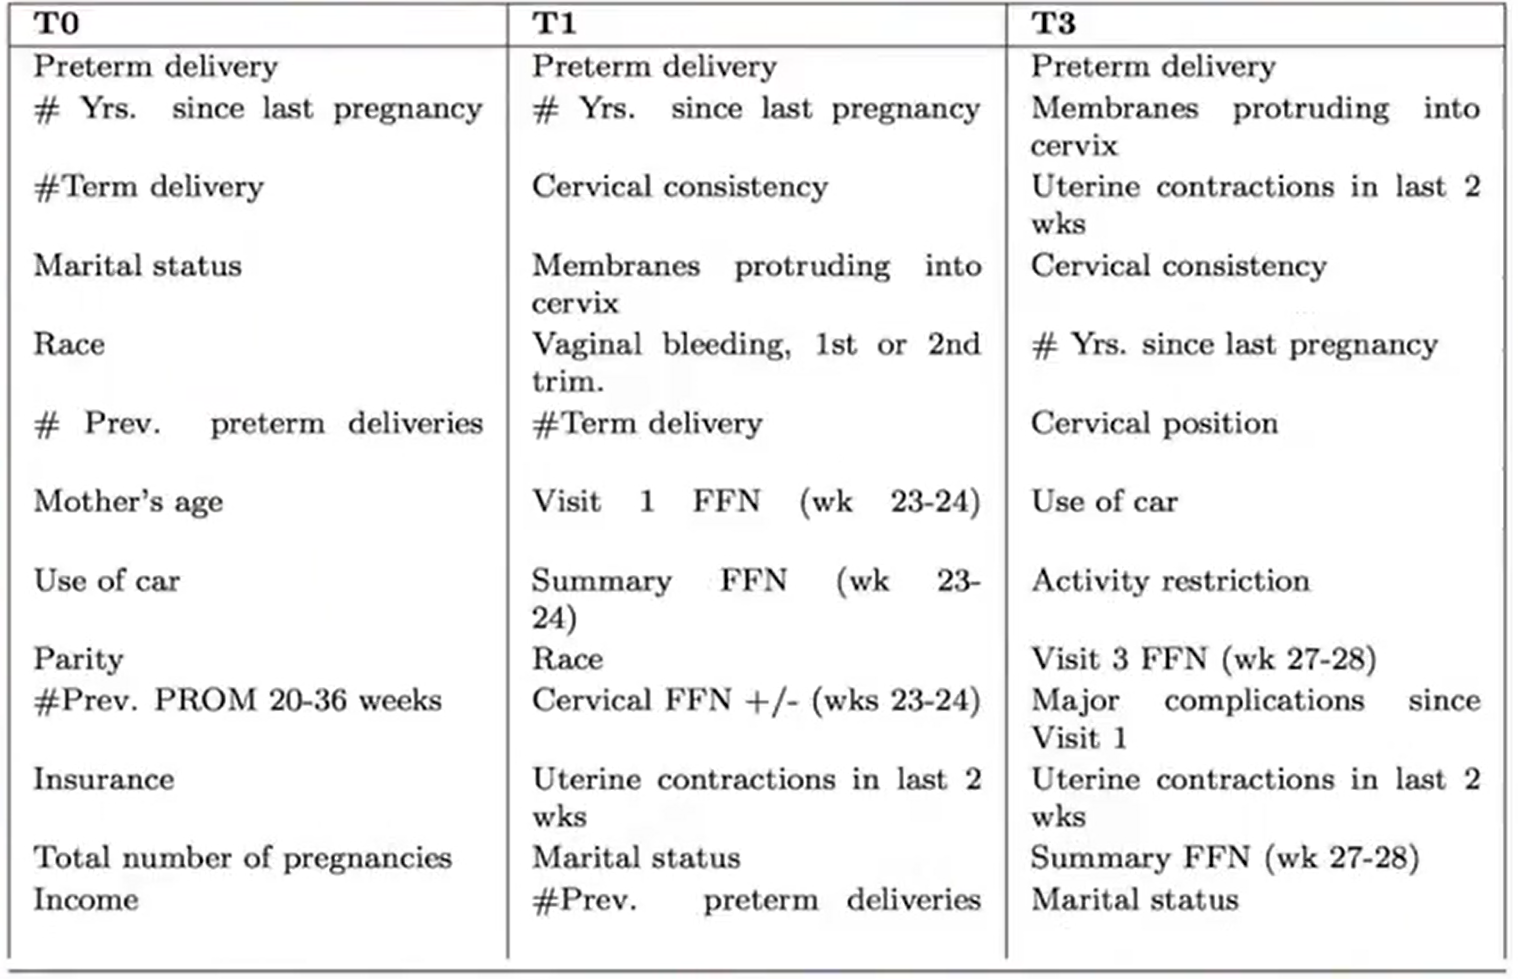 T0 T1 T3
Preterm delivery Preterm delivery Preterm delivery
# Yrs. since last pregnancy # Yrs. since last pregnancy Membranes protruding into
cervix
#Term delivery Cervical consistency Uterine contractions in last 2
wks
Marital status Membranes protruding into Cervical consistency
cervix
Race Vaginal bleeding, 1st or 2nd # Yrs. since last pregnancy
trim.
# Prev. preterm deliveries #Term delivery Cervical position
Mother's age Visit 1 FFN (wk 23-24) Use of car
Use of car Summary FFN (wk 23- Activity restriction
24)
Parity Race Visit 3 FFN (wk 27-28)
#Prev. PROM 20-36 weeks Cervical FFN +/- (wks 23-24) Major complications since
Visit 1
Insurance Uterine contractions in last 2 Uterine contractions in last 2
wks wks
Total number of pregnancies Marital status Summary FFN (wk 27-28)
Income #Prev. preterm deliveries Marital status